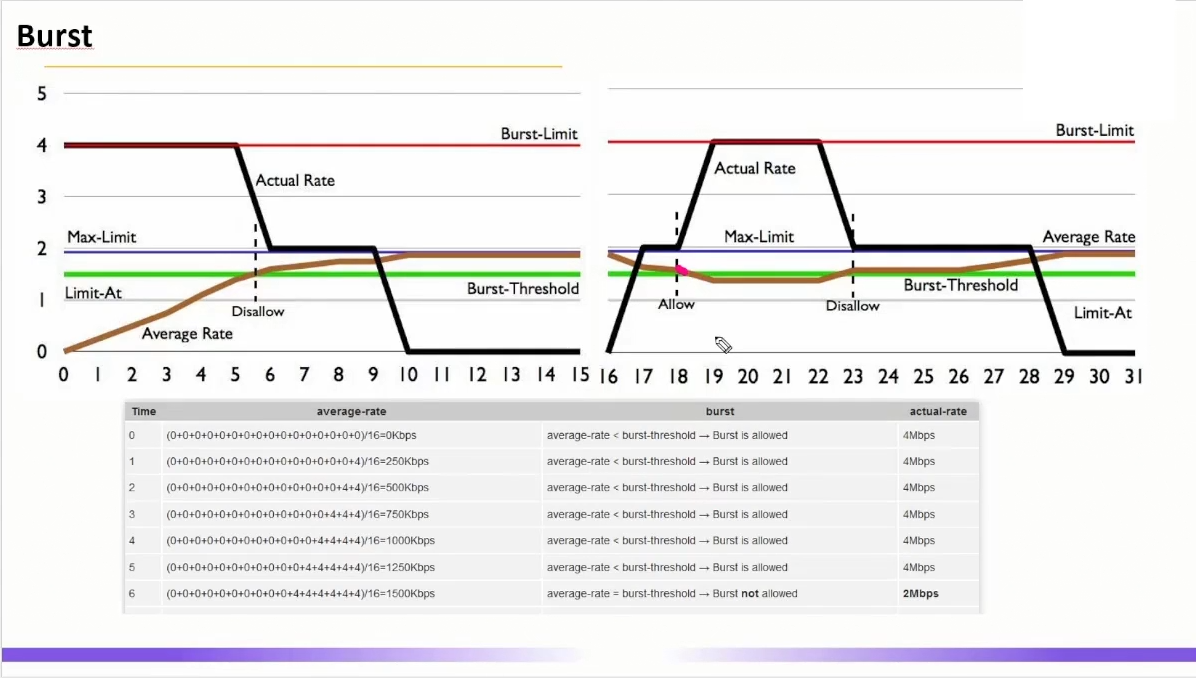 Burst
5
4
3
2
1
0
Burst-Limit
Actual Rate
Max-Limit
Limit-At
Burst-Threshold
Disallow
Average Rate
0 1 2 3 4 5 6 7 8 9 10 11 12 13 14 15
Burst-Limit
Actual Rate
Max-Limit
Average Rate
Burst-Threshold
Allow
Disallow
Limit-At
16 17 18 19 20 21 22 23 24 25 26 27 28 29 30 31
Time average-rate burst actual-rate
0 (0+0+0+0+0+0+0+0+0+0+0+0+0+0+0+0)/16=0Kbps average-rate < burst-threshold → Burst is allowed 4Mbps
1 (0+0+0+0+0+0+0+0+0+0+0+0+0+0+0+4)/16=250Kbps average-rate < burst-threshold → Burst is allowed 4Mbps
2 (0+0+0+0+0+0+0+0+0+0+0+0+0+0+4+4)/16=500Kbps average-rate < burst-threshold → Burst is allowed 4Mbps
3 (0+0+0+0+0+0+0+0+0+0+0+0+0+4+4+4)/16=750Kbps average-rate < burst-threshold → Burst is allowed 4Mbps
4 (0+0+0+0+0+0+0+0+0+0+0+0+4+4+4+4)/16=1000Kbps average-rate < burst-threshold → Burst is allowed 4Mbps
5 (0+0+0+0+0+0+0+0+0+0+0+4+4+4+4+4)/16=1250Kbps average-rate < burst-threshold → Burst is allowed 4Mbps
6 (0+0+0+0+0+0+0+0+0+0+4+4+4+4+4+4)/16=1500Kbps average-rate = burst-threshold → Burst not allowed 2Mbps